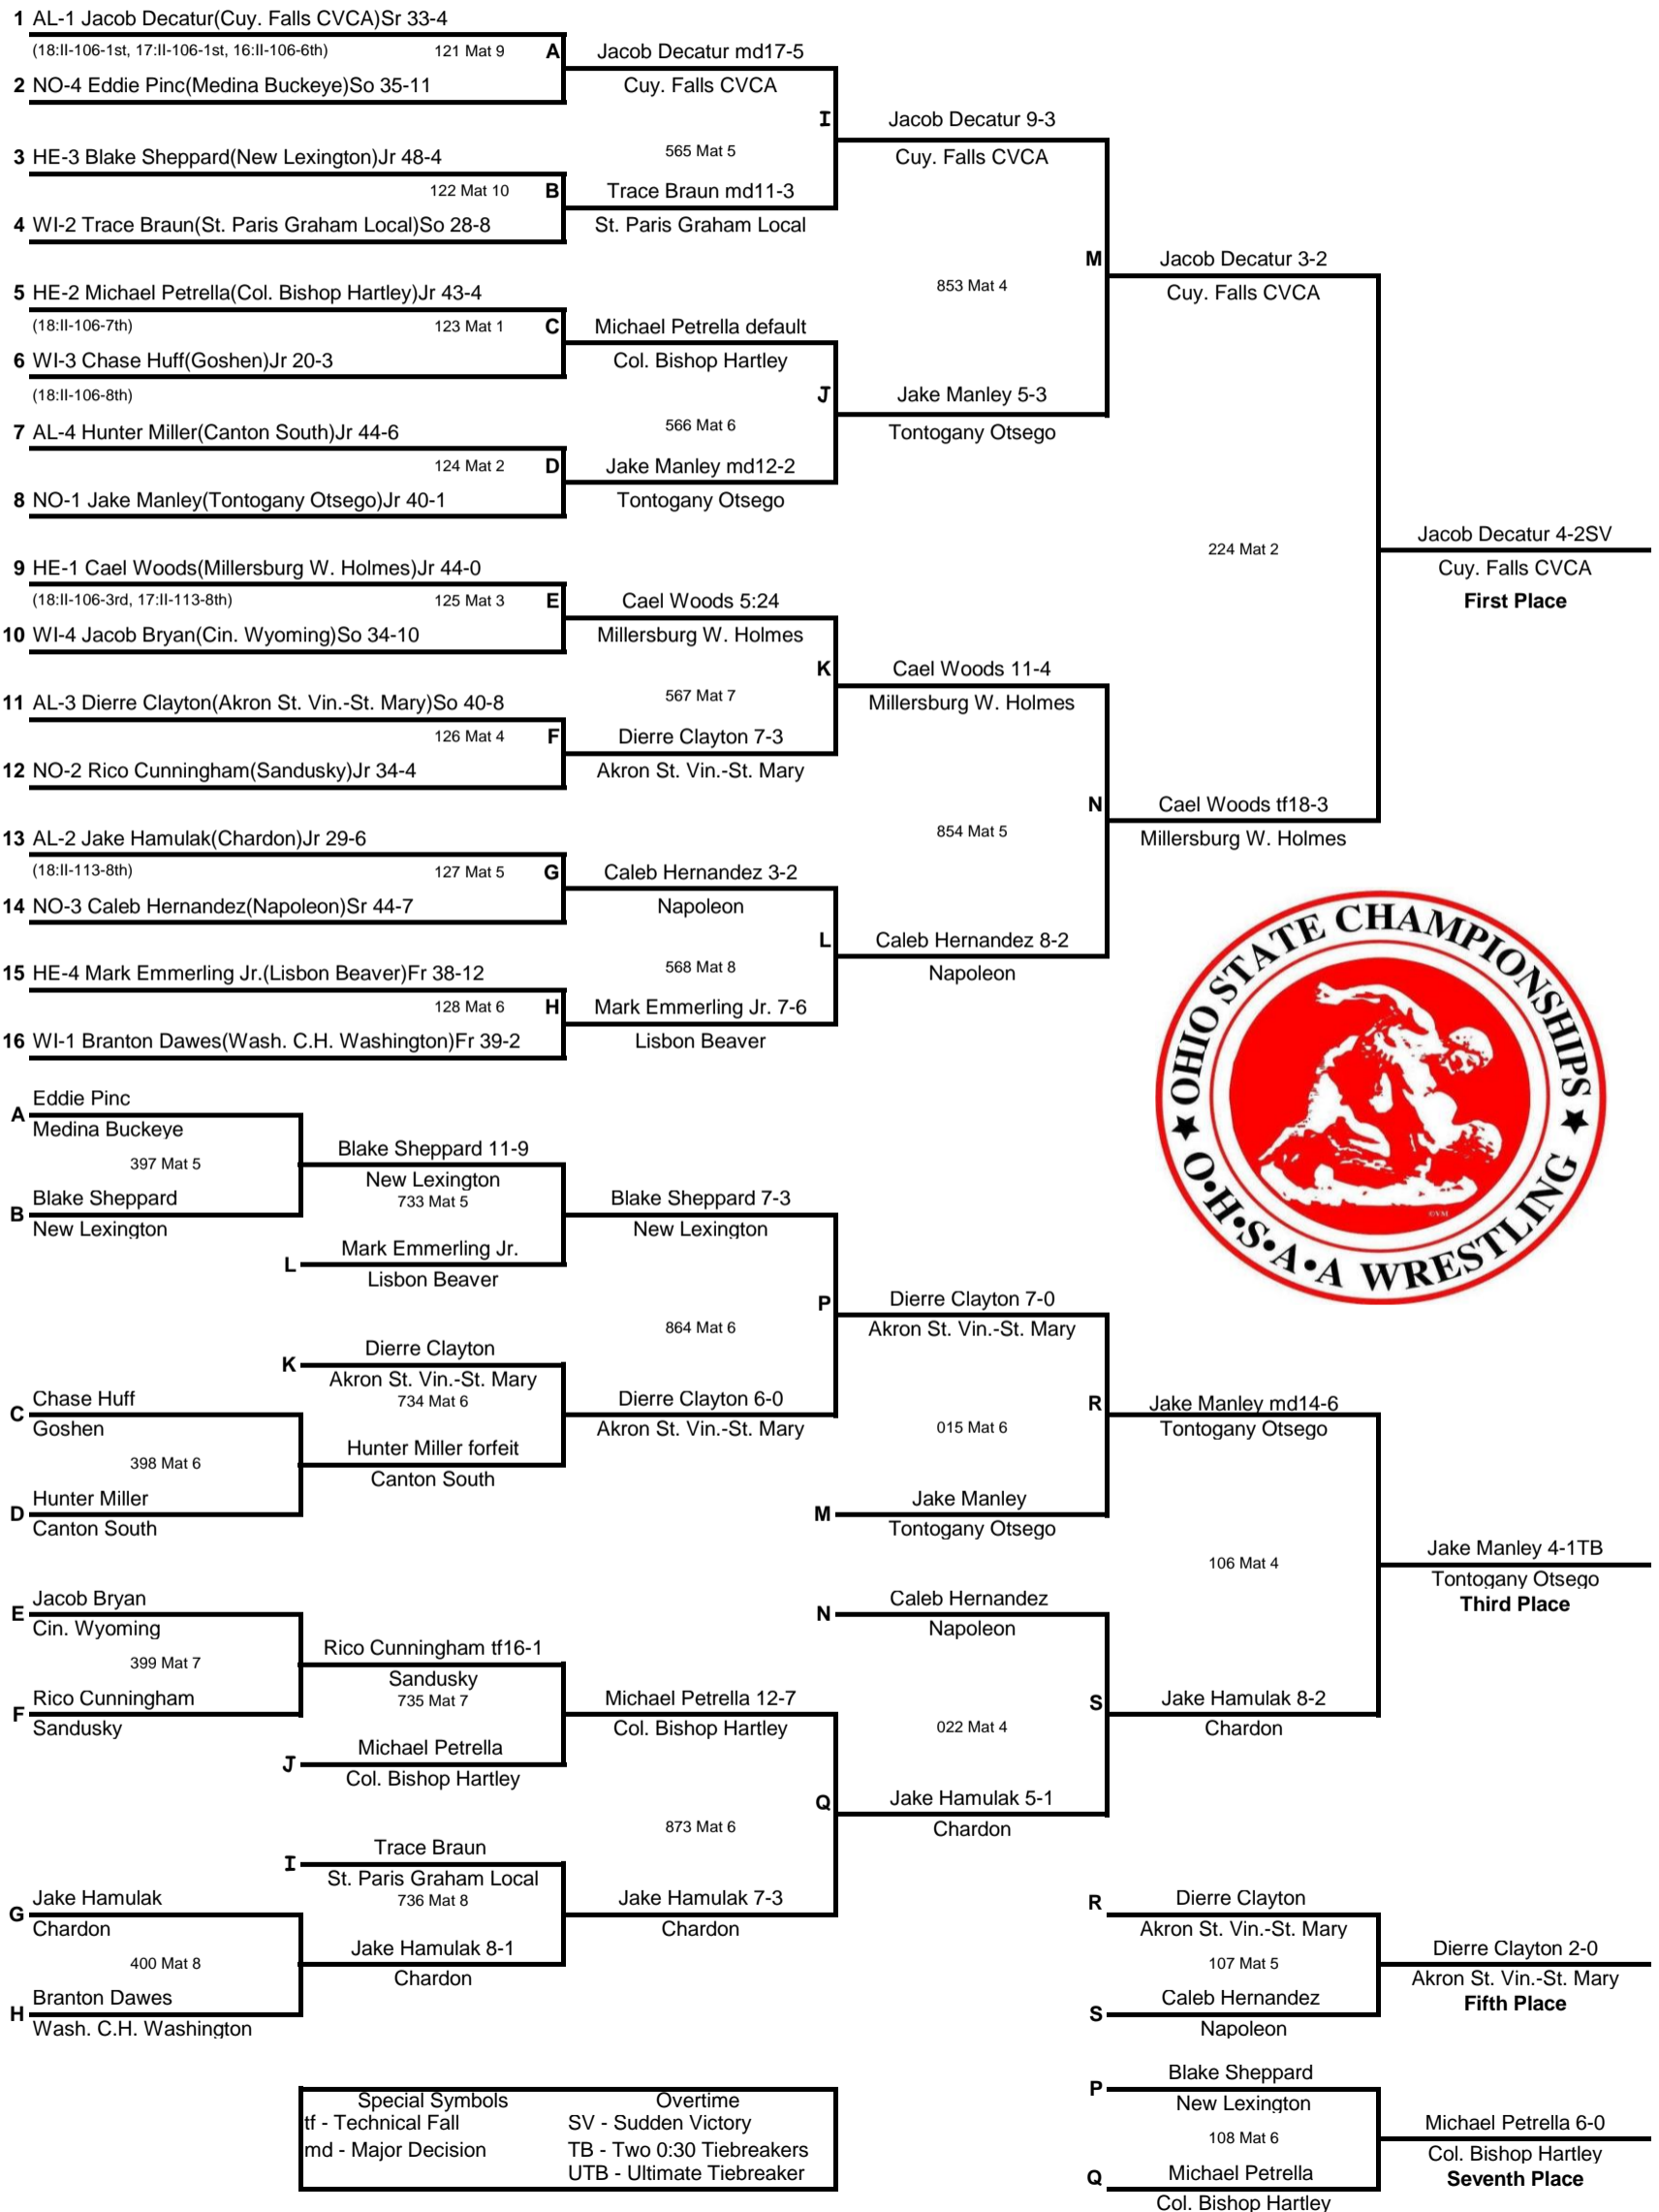 1 AL-1 Jacob Decatur(Cuy. Falls CVCA)Sr 33-4
(18:II-106-1st, 17:II-106-1st, 16:II-106-6th) 121 Mat 9 A
2 NO-4 Eddie Pinc(Medina Buckeye)So 35-11
Jacob Decatur md17-5
Cuy. Falls CVCA
3 HE-3 Blake Sheppard(New Lexington)Jr 48-4
122 Mat 10 B
4 WI-2 Trace Braun(St. Paris Graham Local)So 28-8
565 Mat 5
I
Trace Braun md11-3
St. Paris Graham Local
Jacob Decatur 9-3
Cuy. Falls CVCA
5 HE-2 Michael Petrella(Col. Bishop Hartley)Jr 43-4
(18:II-106-7th) 123 Mat 1 C
6 WI-3 Chase Huff(Goshen)Jr 20-3
(18:II-106-8th)
Michael Petrella default
Col. Bishop Hartley
7 AL-4 Hunter Miller(Canton South)Jr 44-6
124 Mat 2 D
8 NO-1 Jake Manley(Tontogany Otsego)Jr 40-1
566 Mat 6
J
Jake Manley md12-2
Tontogany Otsego
Jake Manley 5-3
Tontogany Otsego
853 Mat 4
M
Jacob Decatur 3-2
Cuy. Falls CVCA
9 HE-1 Cael Woods(Millersburg W. Holmes)Jr 44-0
(18:II-106-3rd, 17:II-113-8th) 125 Mat 3 E
10 WI-4 Jacob Bryan(Cin. Wyoming)So 34-10
Cael Woods 5:24
Millersburg W. Holmes
11 AL-3 Dierre Clayton(Akron St. Vin.-St. Mary)So 40-8
126 Mat 4 F
12 NO-2 Rico Cunningham(Sandusky)Jr 34-4
567 Mat 7
K
Dierre Clayton 7-3
Akron St. Vin.-St. Mary
Cael Woods 11-4
Millersburg W. Holmes
13 AL-2 Jake Hamulak(Chardon)Jr 29-6
(18:II-113-8th) 127 Mat 5 G
14 NO-3 Caleb Hernandez(Napoleon)Sr 44-7
Caleb Hernandez 3-2
Napoleon
15 HE-4 Mark Emmerling Jr.(Lisbon Beaver)Fr 38-12
128 Mat 6 H
16 WI-1 Branton Dawes(Wash. C.H. Washington)Fr 39-2
568 Mat 8
L
Mark Emmerling Jr. 7-6
Lisbon Beaver
Caleb Hernandez 8-2
Napoleon
854 Mat 5
N
Cael Woods tf18-3
Millersburg W. Holmes
224 Mat 2
Jacob Decatur 4-2SV
Cuy. Falls CVCA
First Place
★ OHIO STATE CHAMPIONSHIPS ★
O•H•S•A•A WRESTLING
©VM
A Eddie Pinc
Medina Buckeye
397 Mat 5
B Blake Sheppard
New Lexington
Blake Sheppard 11-9
New Lexington
733 Mat 5
L Mark Emmerling Jr.
Lisbon Beaver
Blake Sheppard 7-3
New Lexington
K Dierre Clayton
Akron St. Vin.-St. Mary
734 Mat 6
C Chase Huff
Goshen
398 Mat 6
D Hunter Miller
Canton South
Hunter Miller forfeit
Canton South
Dierre Clayton 6-0
Akron St. Vin.-St. Mary
864 Mat 6
P
Dierre Clayton 7-0
Akron St. Vin.-St. Mary
015 Mat 6
R
M Jake Manley
Tontogany Otsego
Jake Manley md14-6
Tontogany Otsego
E Jacob Bryan
Cin. Wyoming
399 Mat 7
F Rico Cunningham
Sandusky
Rico Cunningham tf16-1
Sandusky
735 Mat 7
J Michael Petrella
Col. Bishop Hartley
Michael Petrella 12-7
Col. Bishop Hartley
I Trace Braun
St. Paris Graham Local
736 Mat 8
G Jake Hamulak
Chardon
400 Mat 8
H Branton Dawes
Wash. C.H. Washington
Jake Hamulak 8-1
Chardon
Jake Hamulak 7-3
Chardon
873 Mat 6
Q
Jake Hamulak 5-1
Chardon
N Caleb Hernandez
Napoleon
022 Mat 4
S
Jake Hamulak 8-2
Chardon
106 Mat 4
Jake Manley 4-1TB
Tontogany Otsego
Third Place
R Dierre Clayton
Akron St. Vin.-St. Mary
107 Mat 5
S Caleb Hernandez
Napoleon
Dierre Clayton 2-0
Akron St. Vin.-St. Mary
Fifth Place
P Blake Sheppard
New Lexington
108 Mat 6
Q Michael Petrella
Col. Bishop Hartley
Michael Petrella 6-0
Col. Bishop Hartley
Seventh Place
Special Symbols Overtime
tf - Technical Fall SV - Sudden Victory
md - Major Decision TB - Two 0:30 Tiebreakers
UTB - Ultimate Tiebreaker